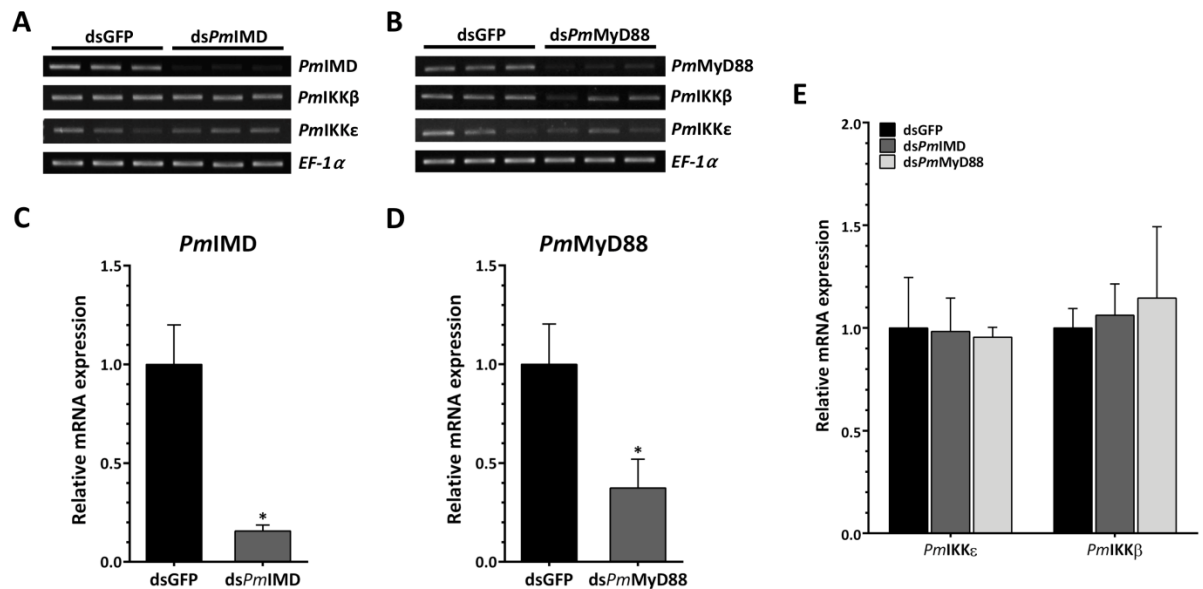 A
dsGFP dsPmIMD
PmIMD
PmIKKβ
PmIKKε
EF-1α
B
dsGFP dsPmMyD88
PmMyD88
PmIKKβ
PmIKKε
EF-1α
C
PmIMD
Relative mRNA expression
1.5
1.0
0.5
0.0
*
dsGFP dsPmIMD
D
PmMyD88
Relative mRNA expression
1.5
1.0
0.5
0.0
*
dsGFP dsPmMyD88
E
Relative mRNA expression
2.0
1.5
1.0
0.5
0.0
dsGFP
dsPmIMD
dsPmMyD88
PmIKKε PmIKKβ